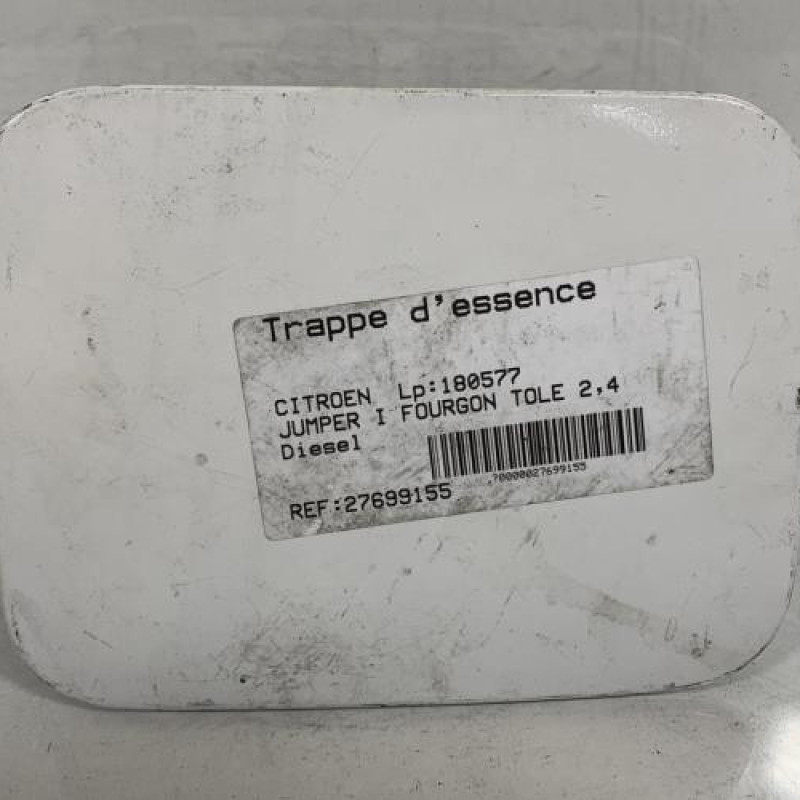 Trappe d'essence
CITROEN Lp:180577
JUMPER I FOURGON TOLE 2,4
Diesel
.70000027699155
REF:27699155